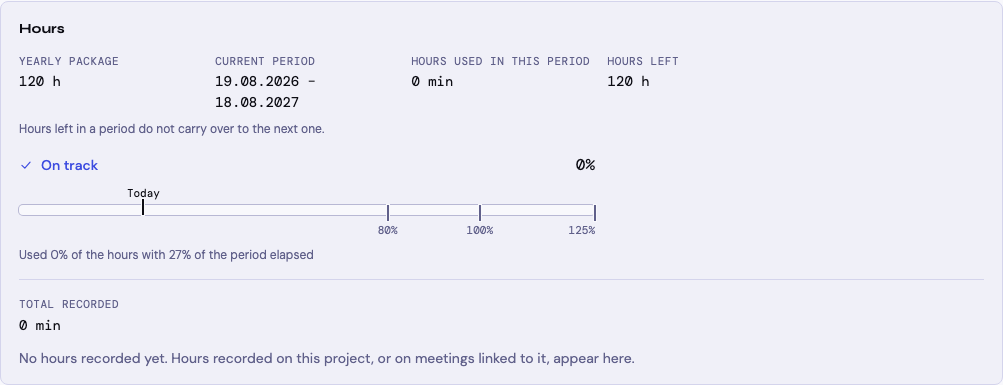 Hours
YEARLY PACKAGE
120 h
CURRENT PERIOD
19.08.2026 –
18.08.2027
HOURS USED IN THIS PERIOD
0 min
HOURS LEFT
120 h
Hours left in a period do not carry over to the next one.
✓ On track
0%
Today
80%
100%
125%
Used 0% of the hours with 27% of the period elapsed
TOTAL RECORDED
0 min
No hours recorded yet. Hours recorded on this project, or on meetings linked to it, appear here.